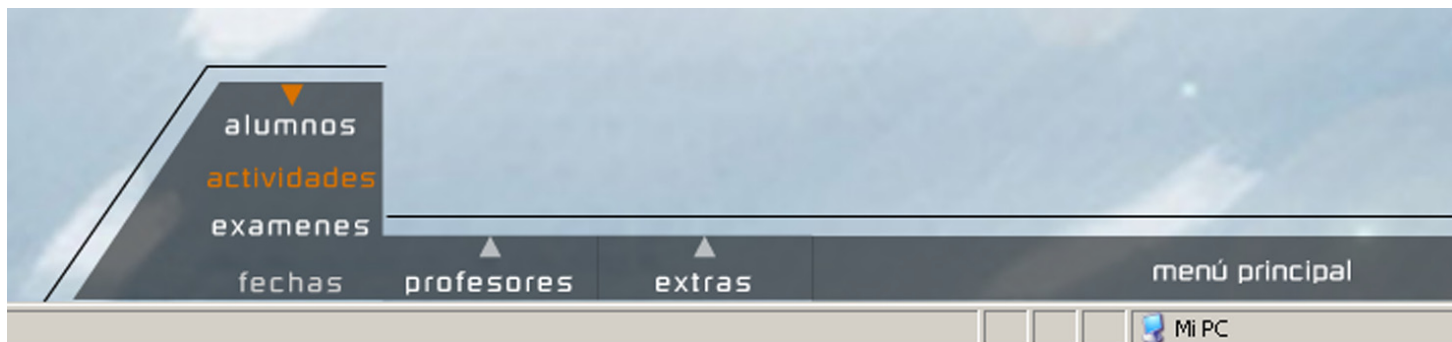 alumnos
actividades
examenes
fechas
profesores
extras
menú principal
Mi PC